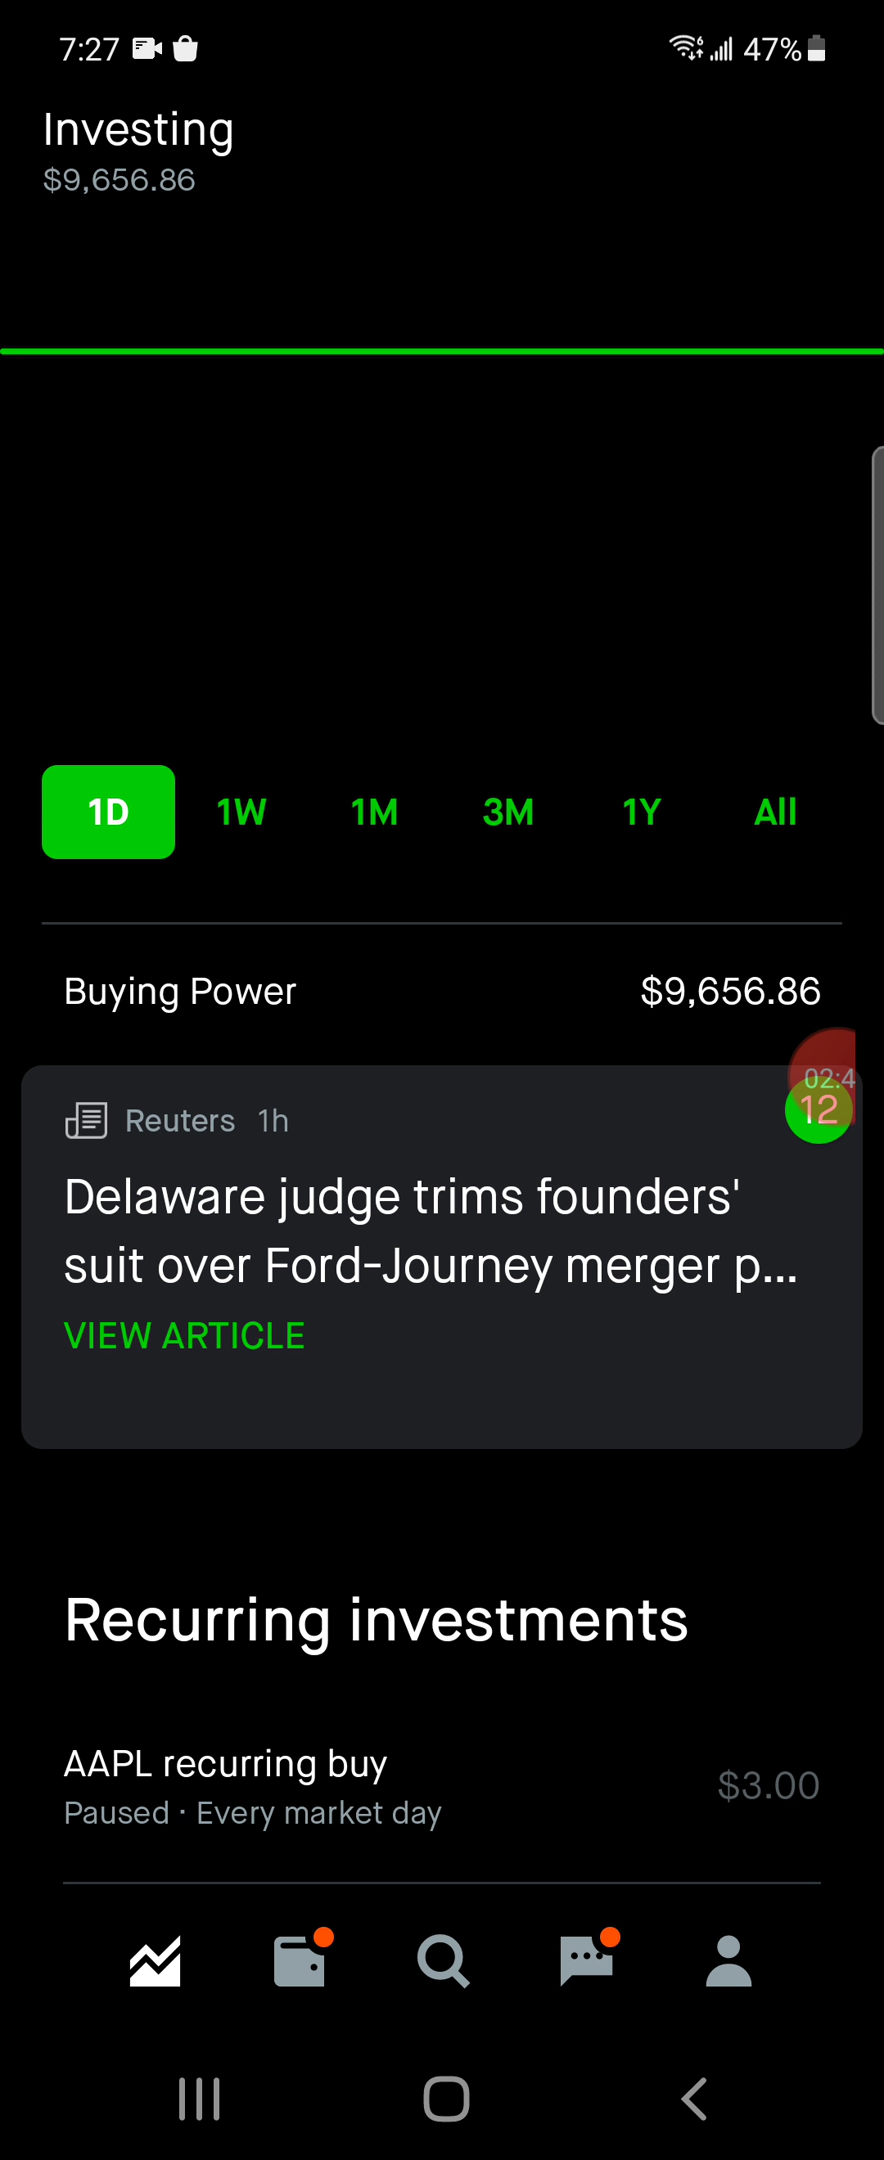 7:27
6
47%
Investing
$9,656.86
1D 1W 1M 3M 1Y All
Buying Power $9,656.86
Reuters 1h
02:4
12
Delaware judge trims founders'
suit over Ford-Journey merger p...
VIEW ARTICLE
Recurring investments
AAPL recurring buy
$3.00
Paused · Every market day